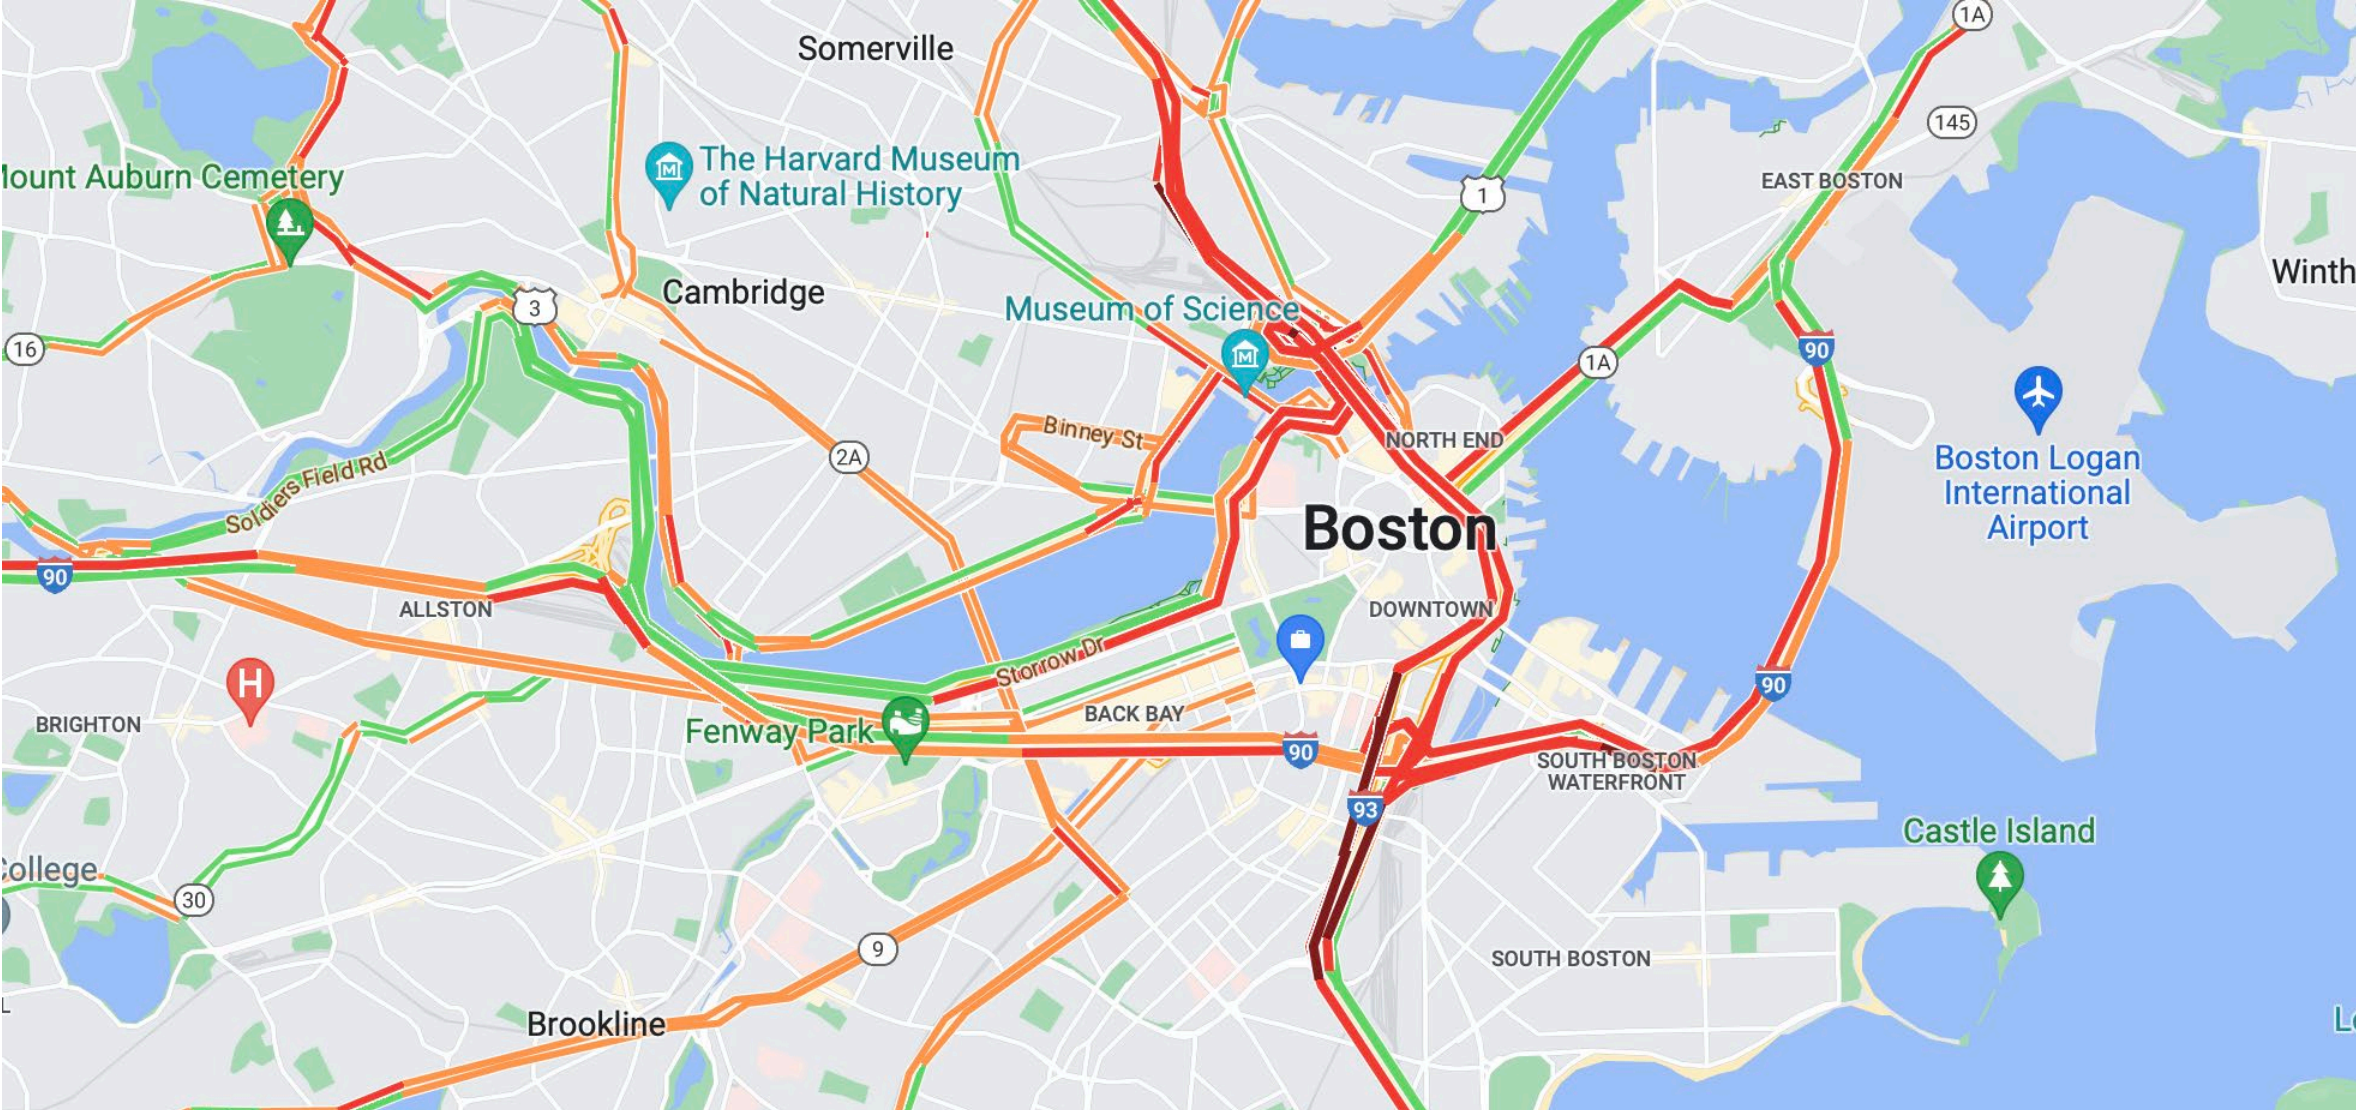 1A
Somerville
145
The Harvard Museum
of Natural History
Mount Auburn Cemetery
EAST BOSTON
1
Winth
Cambridge
3
Museum of Science
16
90
1A
Binney St
NORTH END
2A
Soldiers Field Rd
Boston Logan
International
Airport
Boston
90
ALLSTON
DOWNTOWN
Storrow Dr
H
90
BRIGHTON
BACK BAY
Fenway Park
90
SOUTH BOSTON
WATERFRONT
93
Castle Island
College
30
9
SOUTH BOSTON
L
Brookline
Lo